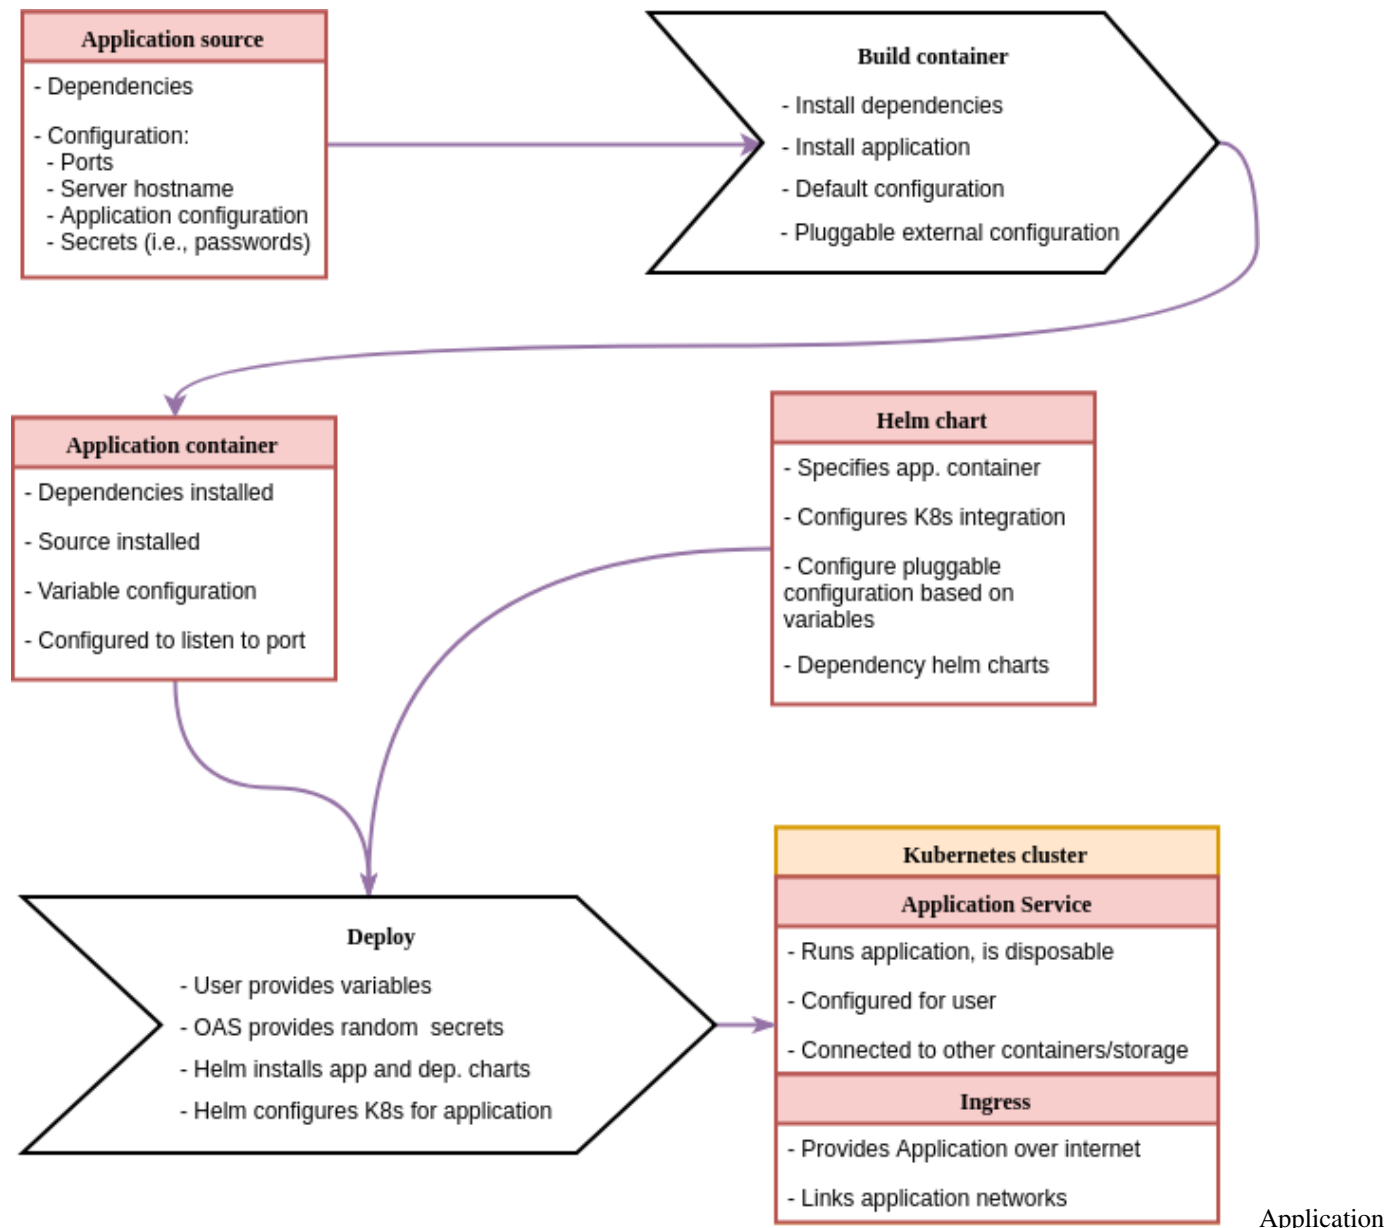 Application source
- Dependencies
- Configuration:
- Ports
- Server hostname
- Application configuration
- Secrets (i.e., passwords)
Build container
- Install dependencies
- Install application
- Default configuration
- Pluggable external configuration
Application container
- Dependencies installed
- Source installed
- Variable configuration
- Configured to listen to port
Helm chart
- Specifies app. container
- Configures K8s integration
- Configure pluggable
configuration based on
variables
- Dependency helm charts
Deploy
- User provides variables
- OAS provides random  secrets
- Helm installs app and dep. charts
- Helm configures K8s for application
Kubernetes cluster
Application Service
- Runs application, is disposable
- Configured for user
- Connected to other containers/storage
Ingress
- Provides Application over internet
- Links application networks
Application